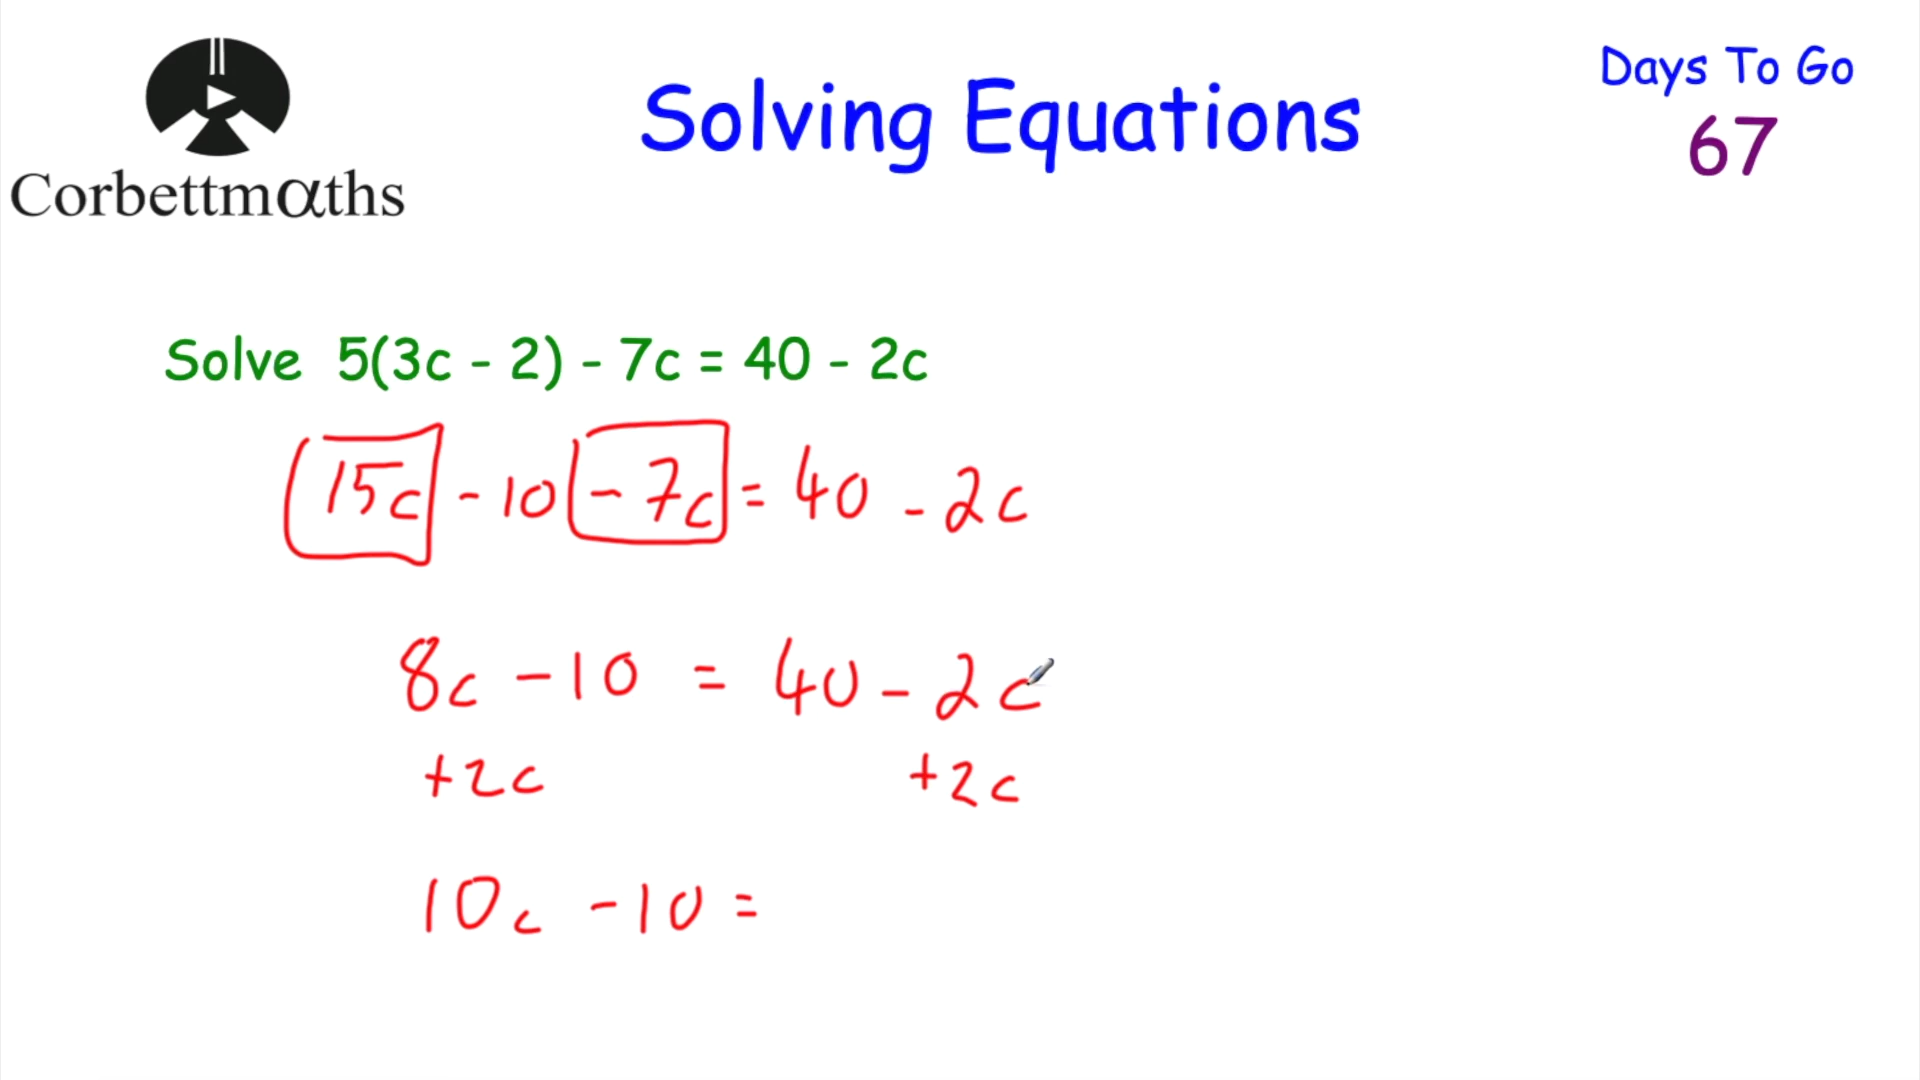 Corbettmαths
Solving Equations
Days To Go
67
Solve 5(3c - 2) - 7c = 40 - 2c
15c - 10 - 7c = 40 - 2c
8c - 10 = 40 - 2c
+2c +2c
10c - 10 =